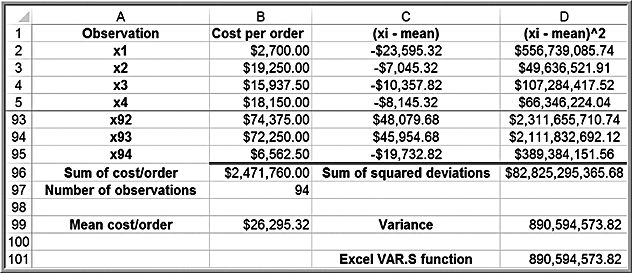 A B C D
1 Observation Cost per order (xi - mean) (xi - mean)^2
2 x1 $2,700.00 -$23,595.32 $556,739,085.74
3 x2 $19,250.00 -$7,045.32 $49,636,521.91
4 x3 $15,937.50 -$10,357.82 $107,284,417.52
5 x4 $18,150.00 -$8,145.32 $66,346,224.04
93 x92 $74,375.00 $48,079.68 $2,311,655,710.74
94 x93 $72,250.00 $45,954.68 $2,111,832,692.12
95 x94 $6,562.50 -$19,732.82 $389,384,151.56
96 Sum of cost/order $2,471,760.00 Sum of squared deviations $82,825,295,365.68
97 Number of observations 94
98
99 Mean cost/order $26,295.32 Variance 890,594,573.82
100
101 Excel VAR.S function 890,594,573.82